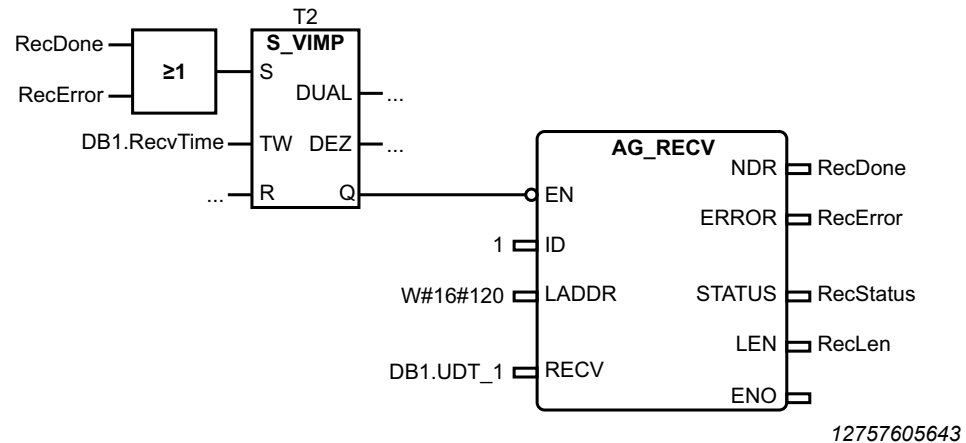 T2
S_VIMP
RecDone
≥1
S
RecError
DUAL ...
DB1.RecvTime
TW DEZ ...
... R Q
AG_RECV
NDR RecDone
EN
ERROR RecError
1 ID
W#16#120 LADDR STATUS RecStatus
LEN RecLen
DB1.UDT_1 RECV
ENO
12757605643